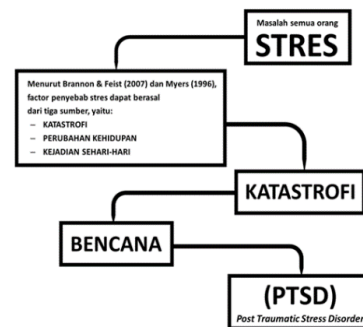 Masalah semua orang
STRES
Menurut Brannon & Feist (2007) dan Myers (1996),
factor penyebab stres dapat berasal
dari tiga sumber, yaitu:
– KATASTROFI
– PERUBAHAN KEHIDUPAN
– KEJADIAN SEHARI-HARI
KATASTROFI
BENCANA
(PTSD)
Post Traumatic Stress Disorder